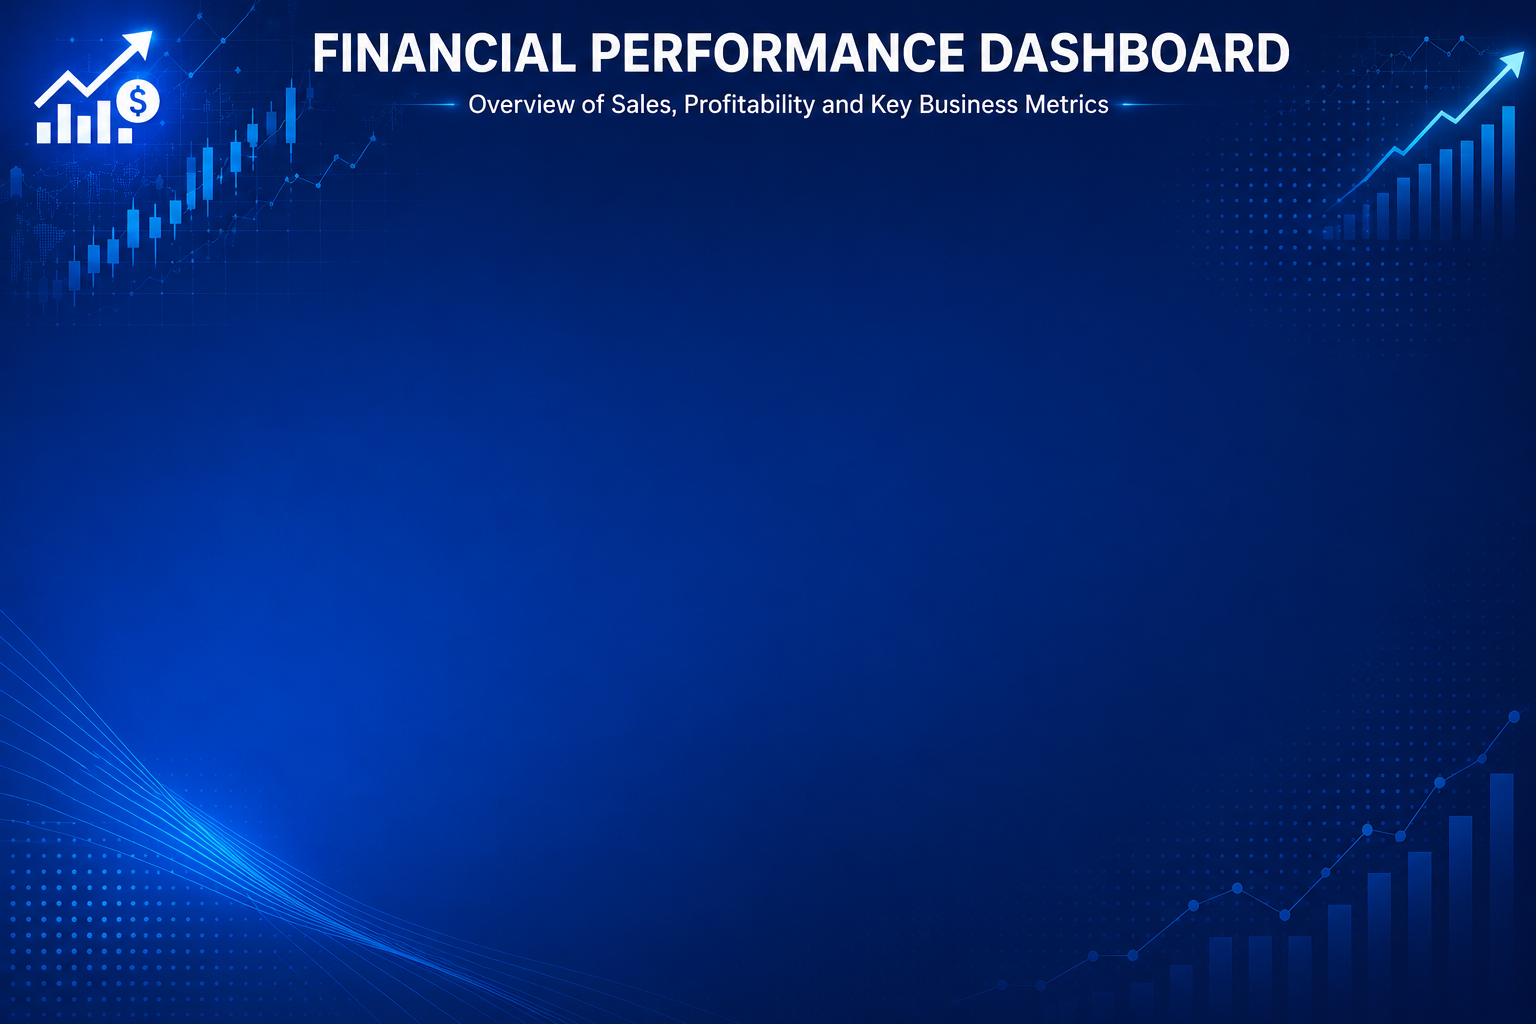 FINANCIAL PERFORMANCE DASHBOARD
Overview of Sales, Profitability and Key Business Metrics
$